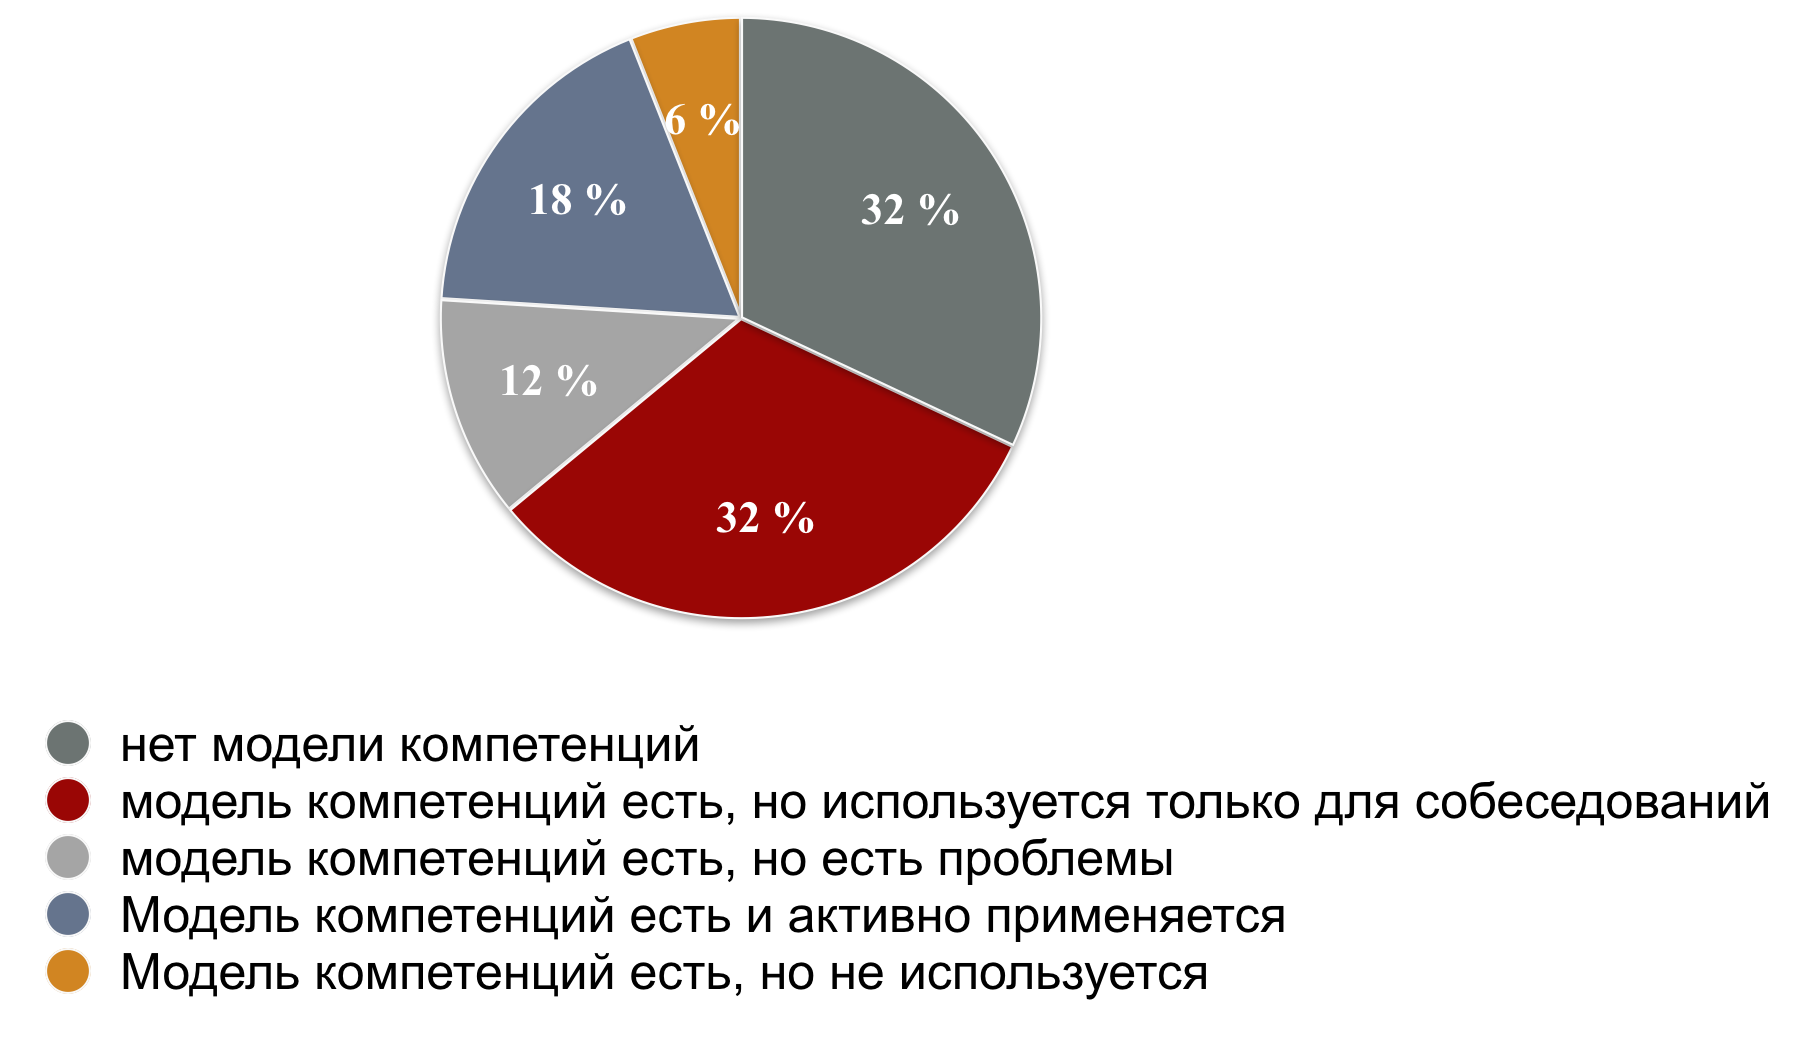 6 %
32 %
18 %
12 %
32 %
нет модели компетенций
модель компетенций есть, но используется только для собеседований
модель компетенций есть, но есть проблемы
Модель компетенций есть и активно применяется
Модель компетенций есть, но не используется